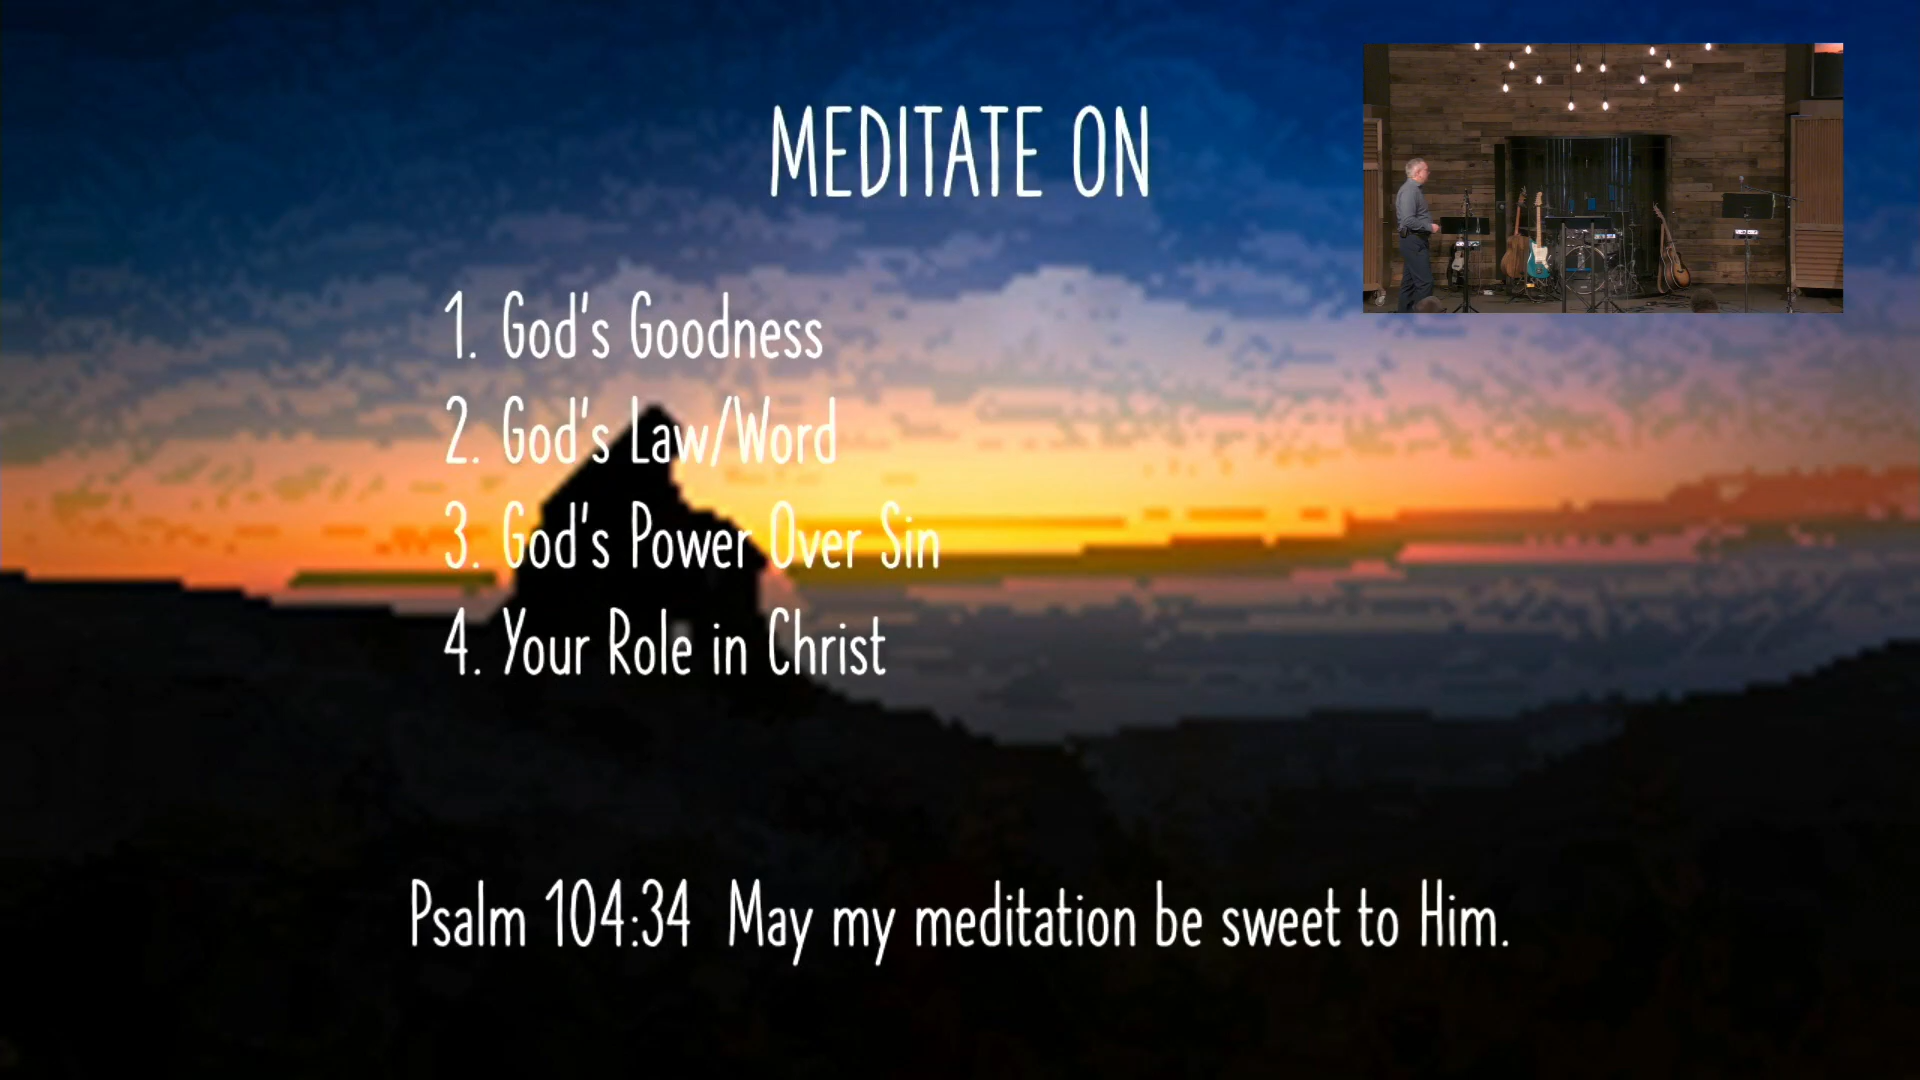 MEDITATE ON
1. God's Goodness
2. God's Law/Word
3. God's Power Over Sin
4. Your Role in Christ
Psalm 104:34 May my meditation be sweet to Him.